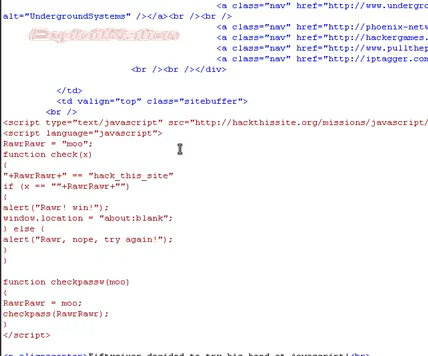 <a class="nav" href="http://www.undergro
alt="UndergroundSystems" /></a><br /><br />
<a class="nav" href="http://phoenix-netw
<a class="nav" href="http://hackergames.
<a class="nav" href="http://www.pullthep
<a class="nav" href="http://iptagger.com
<br /><br /></div>
</td>
<td valign="top" class="sitebuffer">
<br />
<script type="text/javascript" src="http://hackthissite.org/missions/javascript/
<script language="javascript">
RawrRawr = "moo";
function check(x)
{
"+RawrRawr+" == "hack_this_site"
if (x == ""+RawrRawr+"")
{
alert("Rawr! win!");
window.location = "about:blank";
} else {
alert("Rawr, nope, try again!");
}
}
function checkpassw(moo)
{
RawrRawr = moo;
checkpass(RawrRawr);
}
</script>